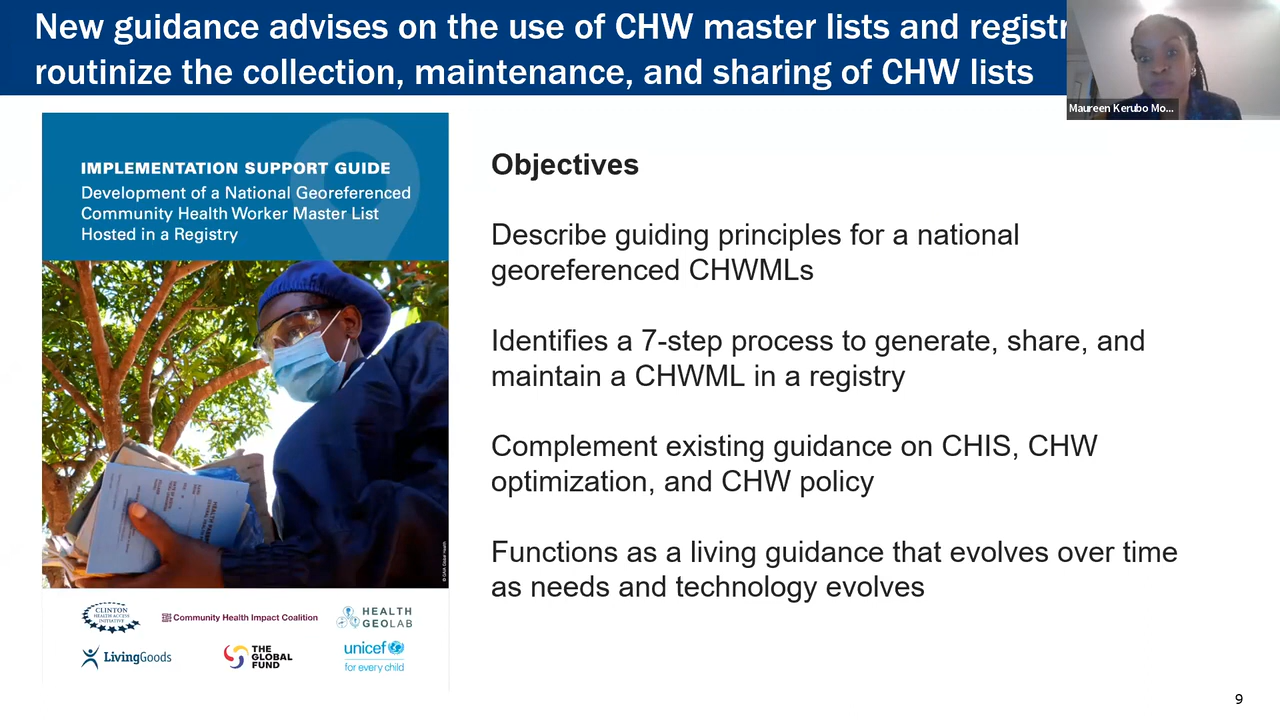 New guidance advises on the use of CHW master lists and registr
routinize the collection, maintenance, and sharing of CHW lists
Maureen Kerubo Mo...
IMPLEMENTATION SUPPORT GUIDE
Development of a National Georeferenced
Community Health Worker Master List
Hosted in a Registry
CLINTON
HEALTH ACCESS
INITIATIVE
Community Health Impact Coalition
HEALTH
GEOLAB
LivingGoods
THE
GLOBAL
FUND
unicef
for every child
Objectives
Describe guiding principles for a national
georeferenced CHWMLs
Identifies a 7-step process to generate, share, and
maintain a CHWML in a registry
Complement existing guidance on CHIS, CHW
optimization, and CHW policy
Functions as a living guidance that evolves over time
as needs and technology evolves
9